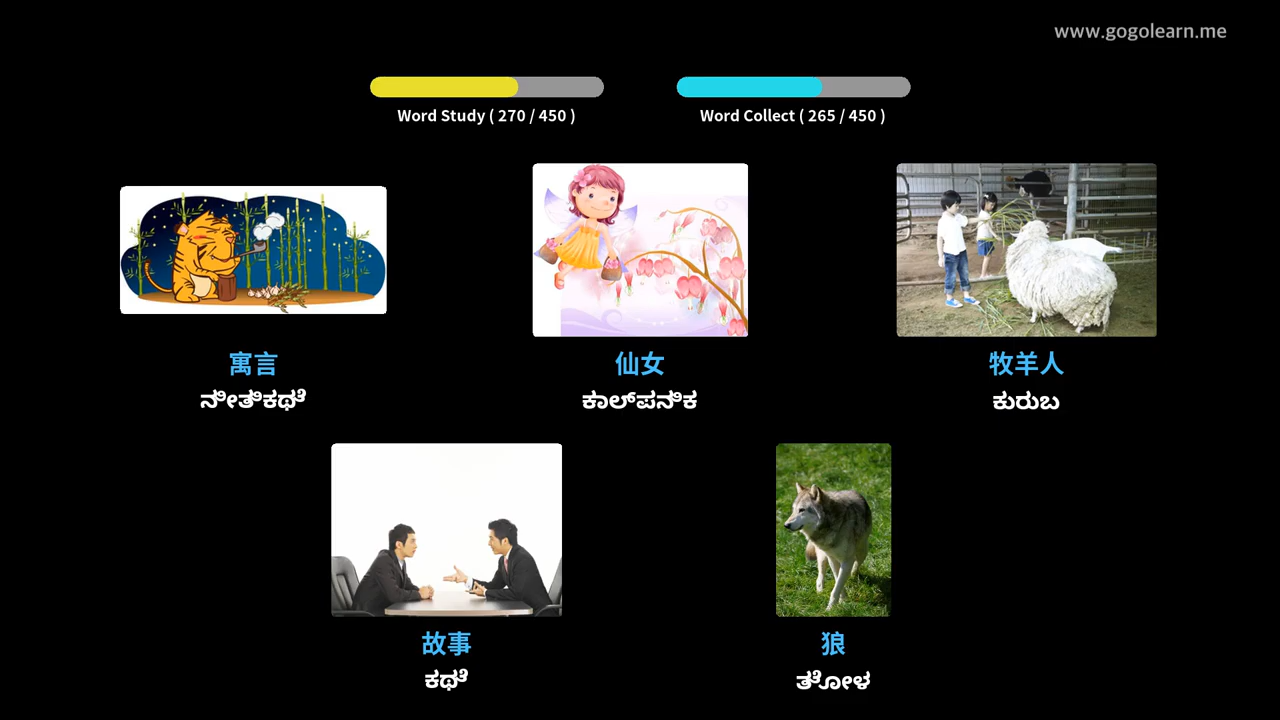 www.gogolearn.me
Word Study ( 270 / 450 )
Word Collect ( 265 / 450 )
寓言
ನೀತಿಕಥೆ
仙女
ಕಾಲ್ಪನಿಕ
牧羊人
ಕುರುಬ
故事
ಕಥೆ
狼
ತೋಳ